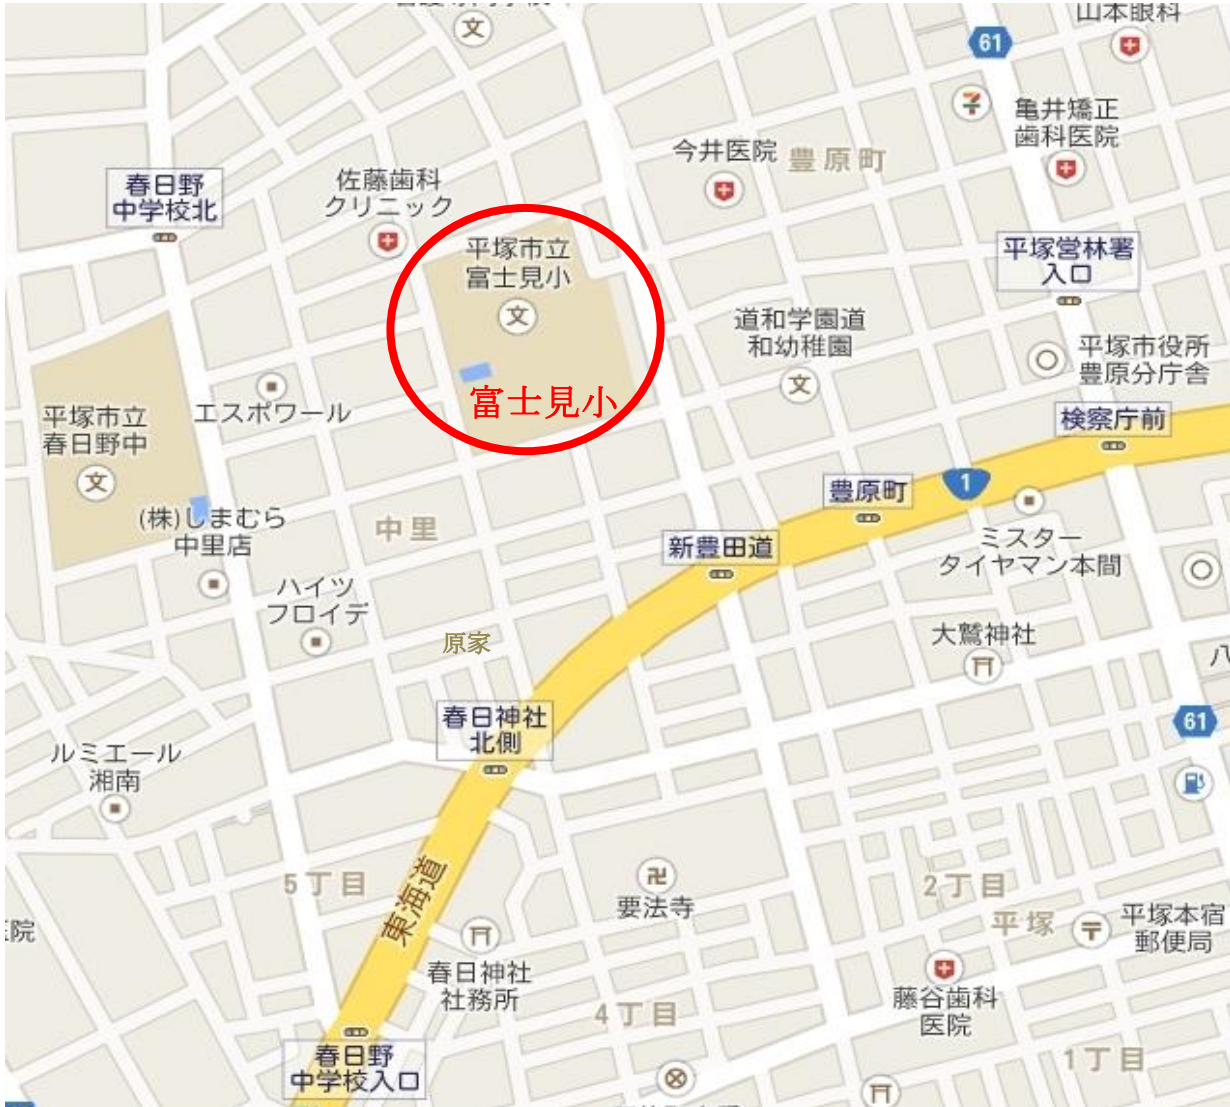 山本眼科
文
61
亀井矯正
歯科医院
今井医院
豊原町
春日野
中学校北
佐藤歯科
クリニック
平塚市立
富士見小
文
富士見小
平塚営林署
入口
道和学園道
和幼稚園
文
平塚市役所
豊原分庁舎
エスポワール
平塚市立
春日野中
文
検察庁前
豊原町
1
(株)しまむら
中里店
中里
新豊田道
ミスター
タイヤマン本間
ハイツ
フロイデ
原家
大鷲神社
八
春日神社
北側
61
ルミエール
湘南
5丁目
東海道
要法寺
2丁目
平塚
平塚本宿
郵便局
院
春日神社
社務所
4丁目
藤谷歯科
医院
春日野
中学校入口
1丁目